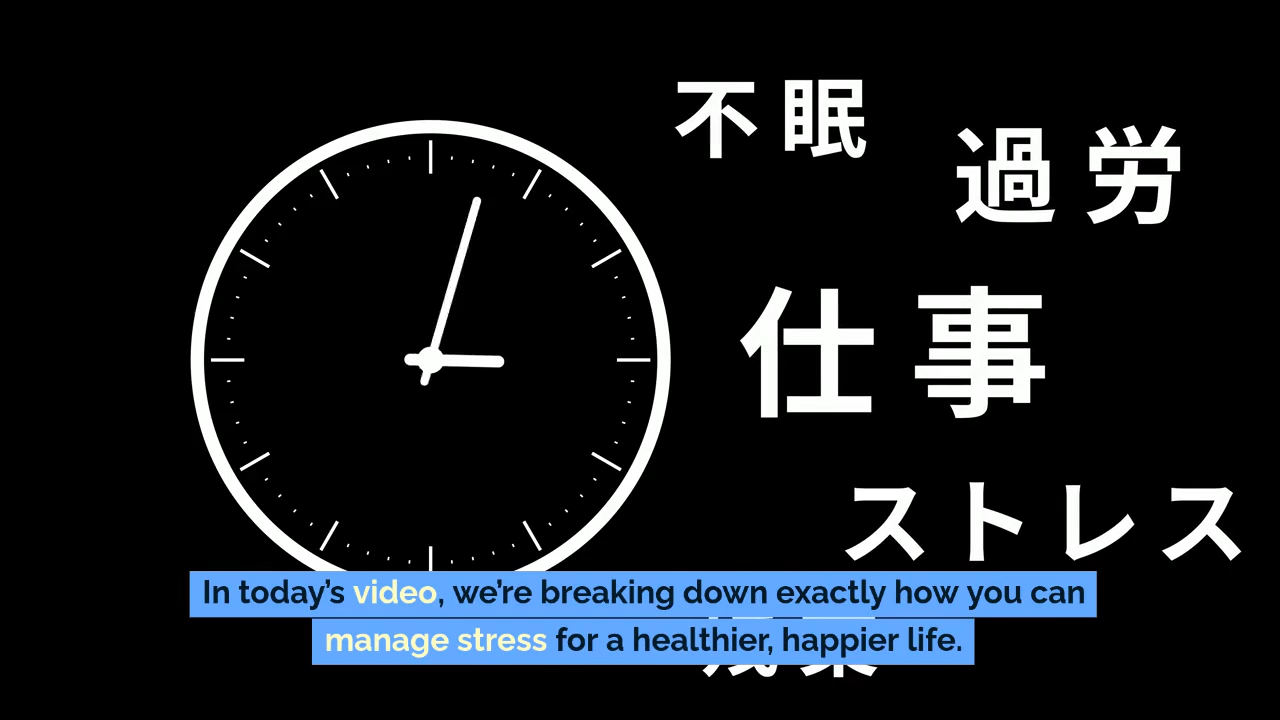 不眠
過労
仕事
ストレス
In today's video, we're breaking down exactly how you can
manage stress for a healthier, happier life.